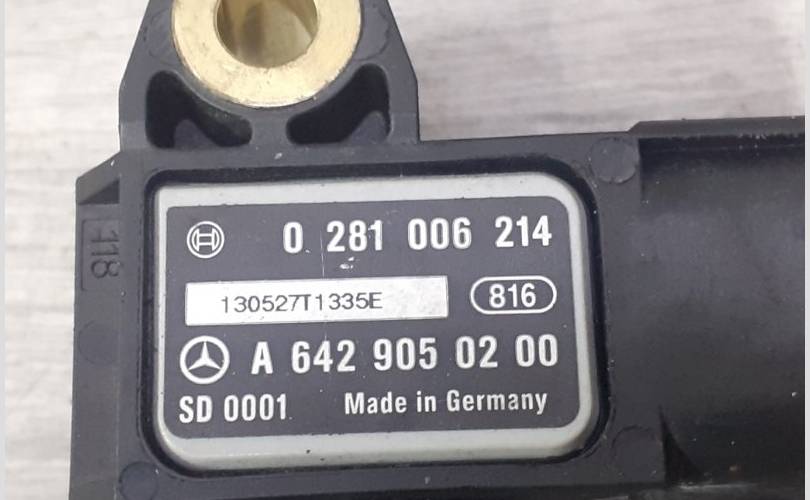 0 281 006 214
130527T1335E
816
A 642 905 02 00
SD 0001 Made in Germany
118